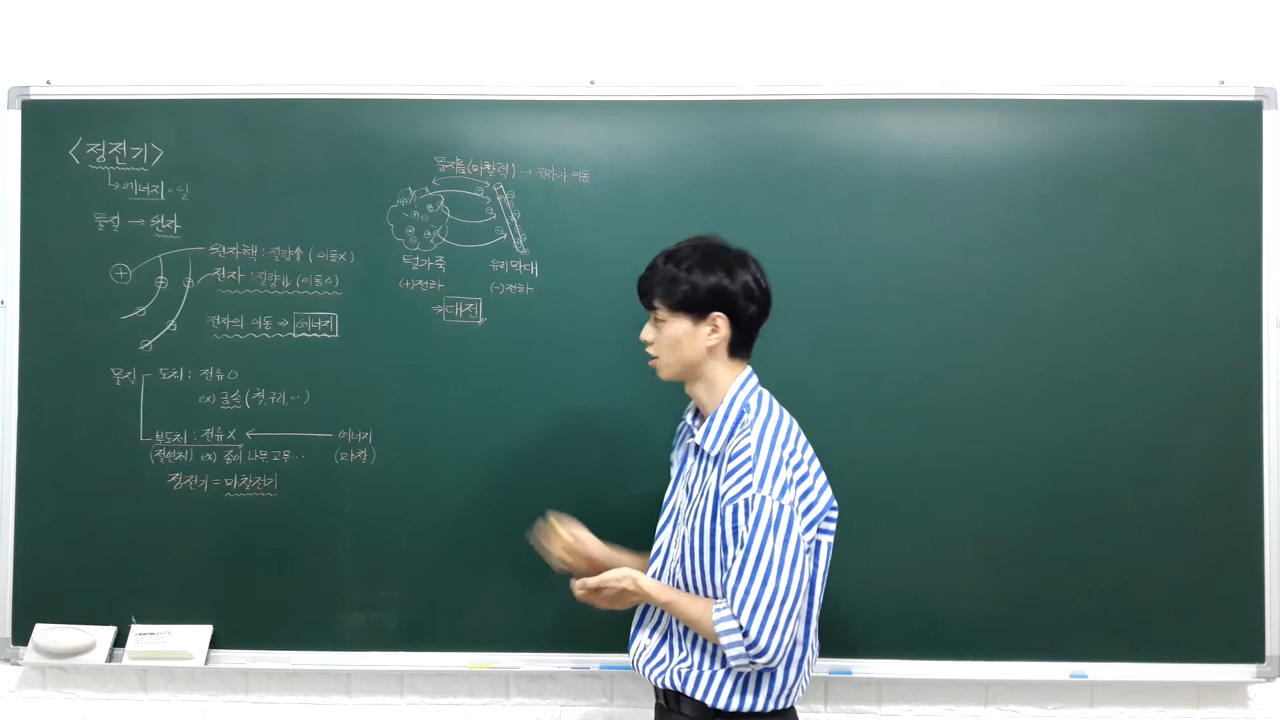 <정전기>
↳ 에너지 = 일
물질 → 원자
원자핵 : 질량↑ (이동X)
전자 : 질량↓↓ (이동O)
전자의 이동 ⇒ 에너지
물질
도체 : 전류O
ex) 금속 (철, 구리, …)
부도체 : 전류X ← 에너지
(절연체) ex) 종이, 나무, 고무… (마찰)
정전기 = 마찰전기
문지름(마찰력) → 전자가 이동
털가죽 유리막대
(+)전하 (-)전하
⇒ 대전